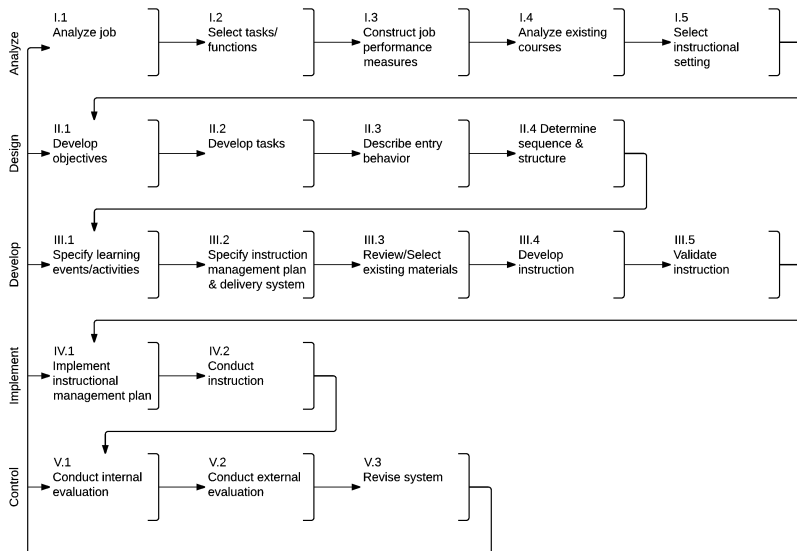 Analyze
I.1
Analyze job
I.2
Select tasks/
functions
I.3
Construct job
performance
measures
I.4
Analyze existing
courses
I.5
Select
instructional
setting
Design
II.1
Develop
objectives
II.2
Develop tasks
II.3
Describe entry
behavior
II.4 Determine
sequence &
structure
Develop
III.1
Specify learning
events/activities
III.2
Specify instruction
management plan
& delivery system
III.3
Review/Select
existing materials
III.4
Develop
instruction
III.5
Validate
instruction
Implement
IV.1
Implement
instructional
management plan
IV.2
Conduct
instruction
Control
V.1
Conduct internal
evaluation
V.2
Conduct external
evaluation
V.3
Revise system